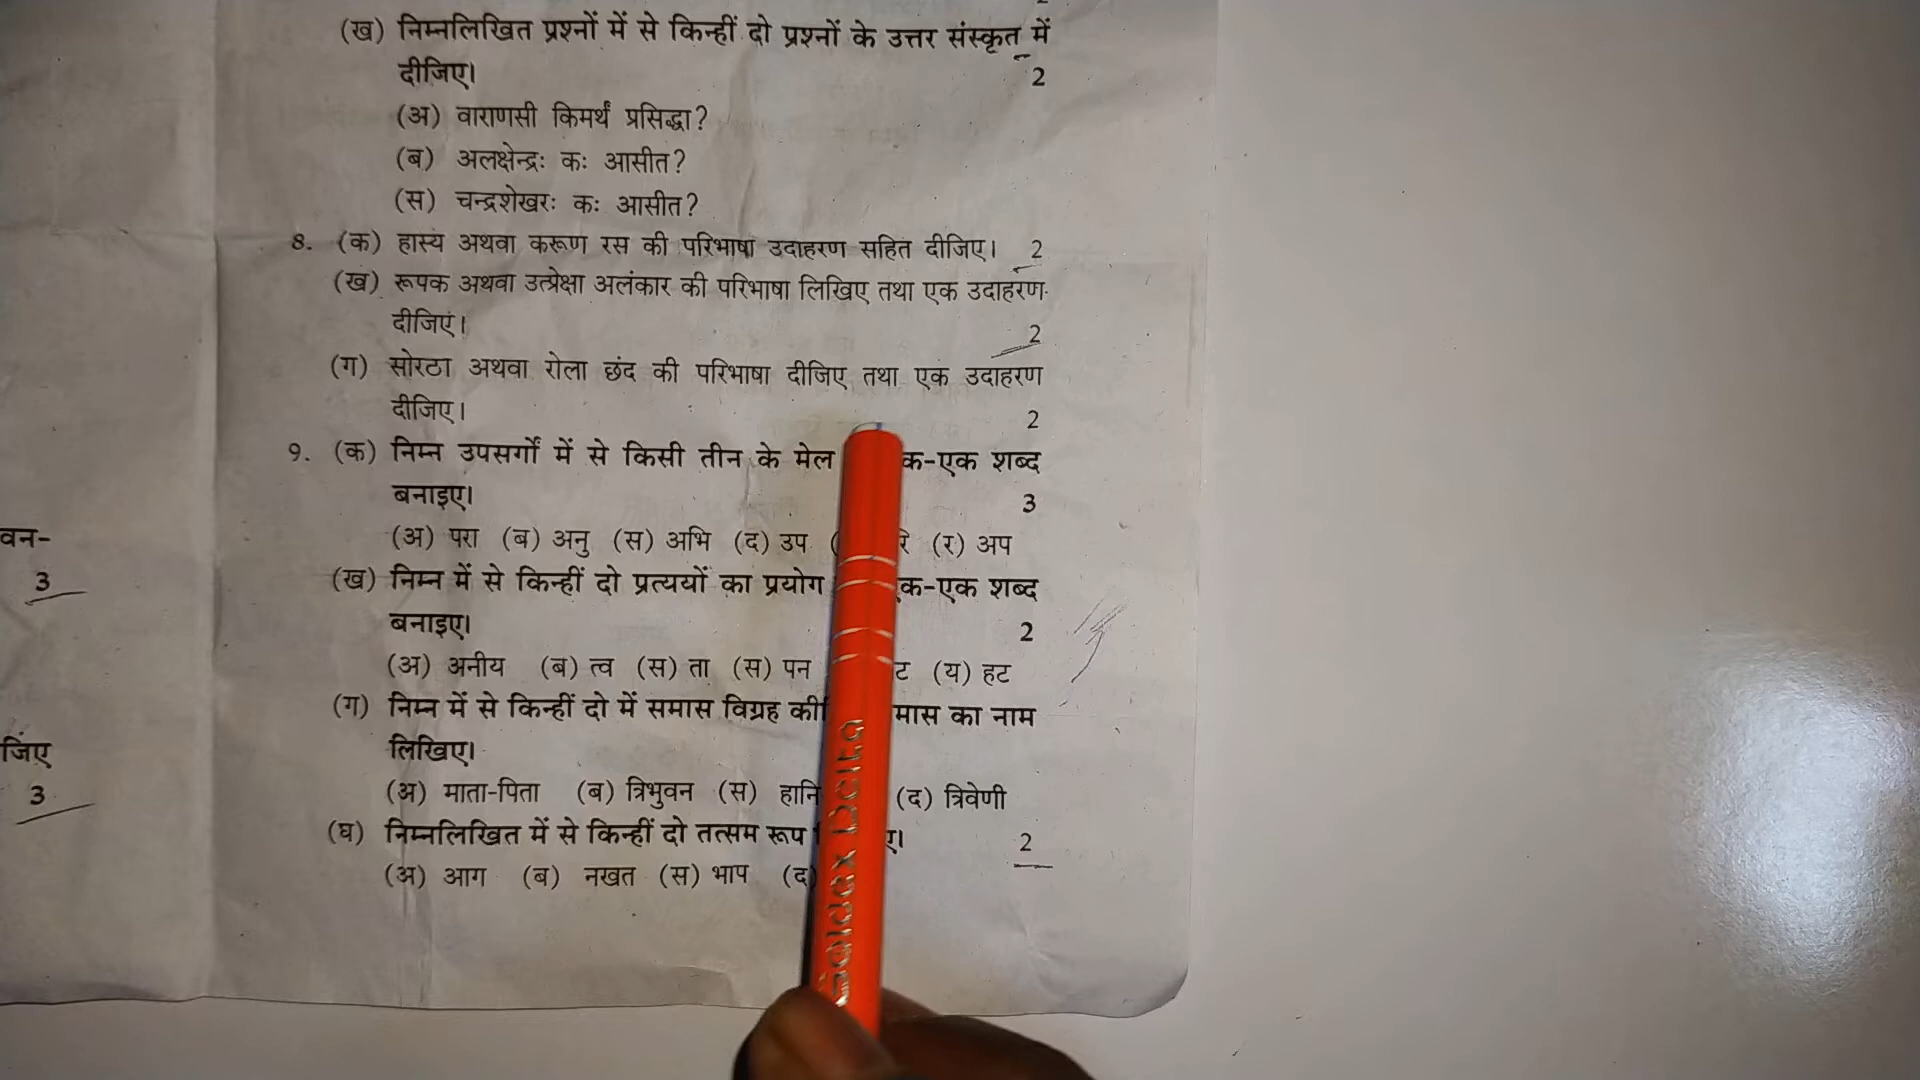 (ख) निम्नलिखित प्रश्नों में से किन्हीं दो प्रश्नों के उत्तर संस्कृत में
दीजिए। 2
(अ) वाराणसी किमर्थं प्रसिद्धा?
(ब) अलक्षेन्द्रः कः आसीत?
(स) चन्द्रशेखरः कः आसीत?
8. (क) हास्य अथवा करूण रस की परिभाषा उदाहरण सहित दीजिए। 2
(ख) रूपक अथवा उत्प्रेक्षा अलंकार की परिभाषा लिखिए तथा एक उदाहरण
दीजिएं। 2
(ग) सोरठा अथवा रोला छंद की परिभाषा दीजिए तथा एक उदाहरण
दीजिए। 2
9. (क) निम्न उपसर्गों में से किसी तीन के मेल क-एक शब्द
बनाइए। 3
(अ) परा (ब) अनु (स) अभि (द) उप ( रि (र) अप
वन-
(ख) निम्न में से किन्हीं दो प्रत्ययों का प्रयोग क-एक शब्द
3
बनाइए। 2
(अ) अनीय (ब) त्व (स) ता (स) पन ट (य) हट
(ग) निम्न में से किन्हीं दो में समास विग्रह की मास का नाम
लिखिए।
जिए
(अ) माता-पिता (ब) त्रिभुवन (स) हानि (द) त्रिवेणी
3
(घ) निम्नलिखित में से किन्हीं दो तत्सम रूप ए। 2
(अ) आग (ब) नखत (स) भाप (द)